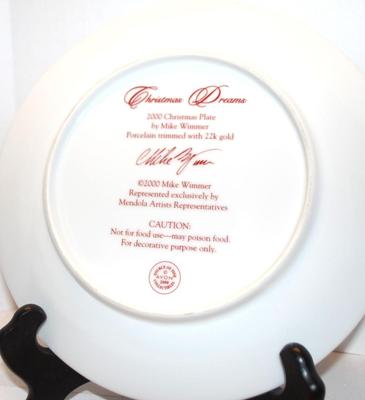 Christmas Dreams
2000 Christmas Plate
by Mike Wimmer
Porcelain trimmed with 22k gold
Mike Wimmer
©2000 Mike Wimmer
Represented exclusively by
Mendola Artists Representatives
CAUTION:
Not for food use—may poison food.
For decorative purpose only.
©
AVON
2000